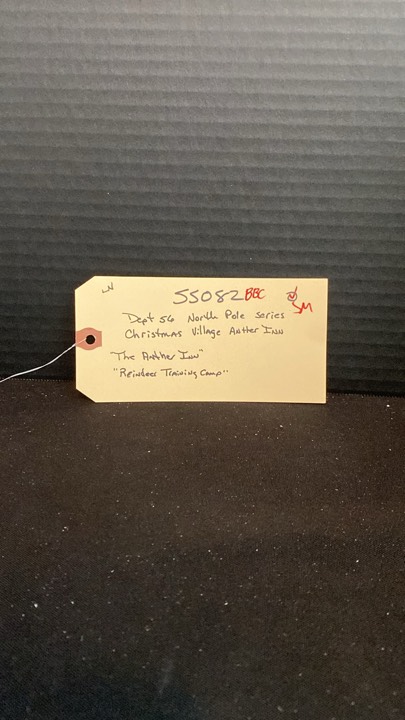 N
55082 BBC SM
Dept 56 North Pole series
Christmas Village Antler Inn
The Antler Inn"
"Reindeer Training Camp"